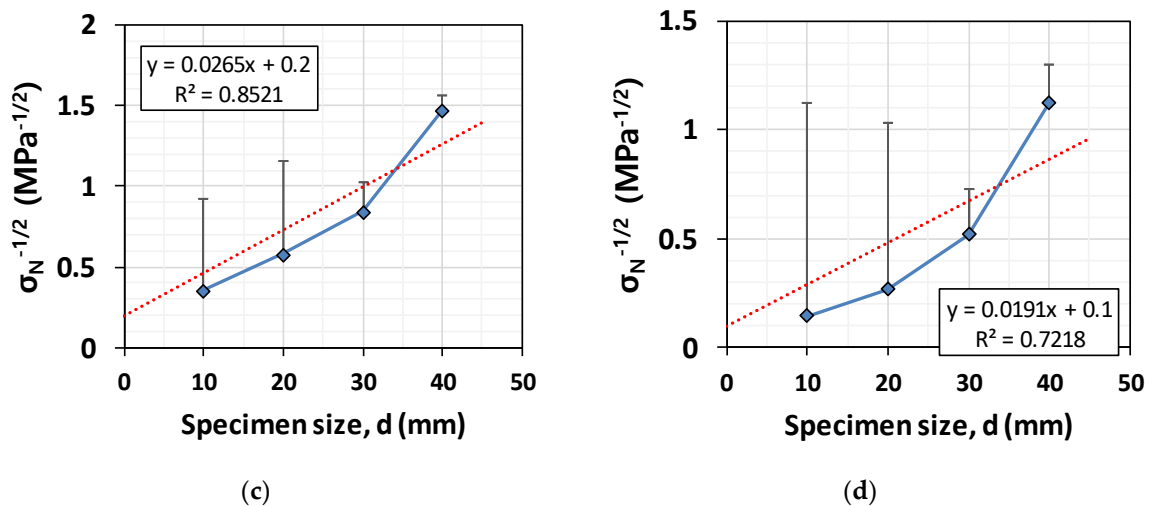 2
1.5
1
0.5
0
σN-1/2 (MPa-1/2)
y = 0.0265x + 0.2
R² = 0.8521
0 10 20 30 40 50
Specimen size, d (mm)
(c)
1.5
1
0.5
0
σN-1/2 (MPa-1/2)
y = 0.0191x + 0.1
R² = 0.7218
0 10 20 30 40 50
Specimen size, d (mm)
(d)